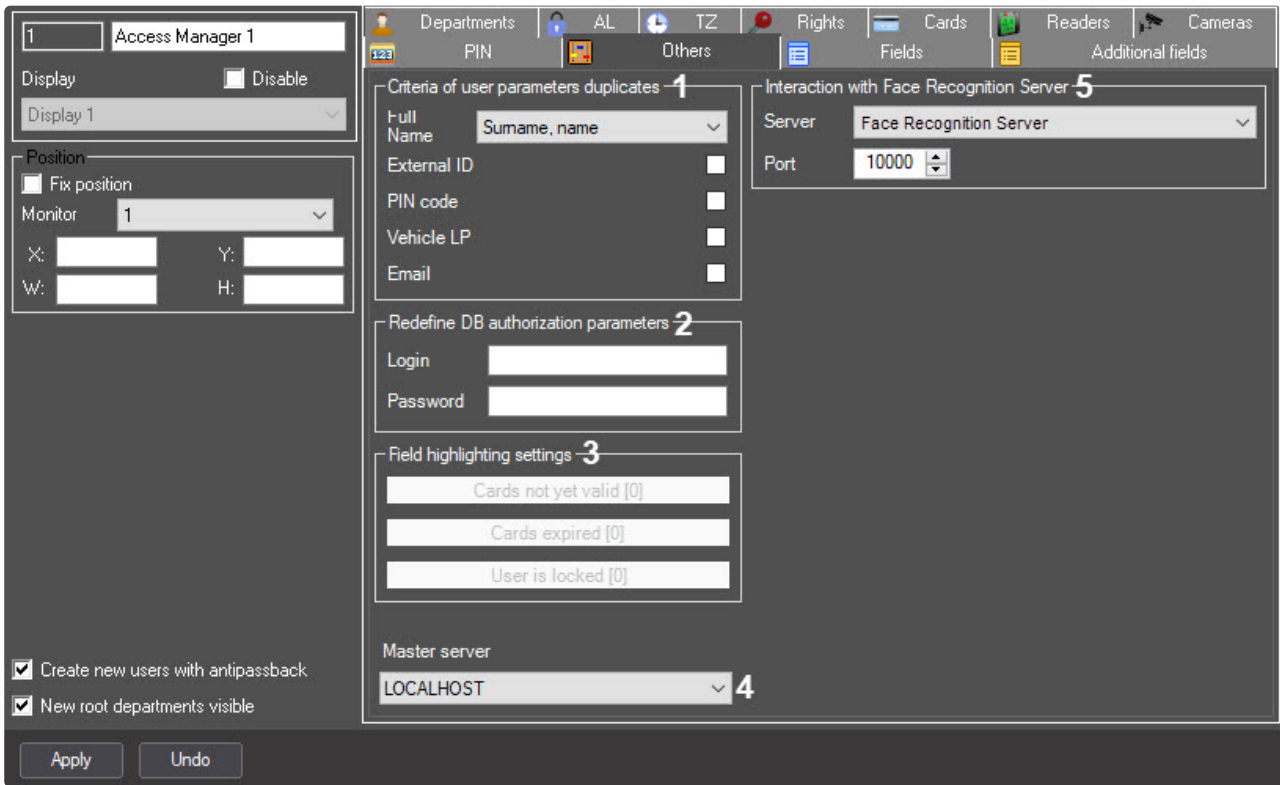 1 Access Manager 1
Display Disable
Display 1
Position
Fix position
Monitor 1
X: Y:
W: H:
Create new users with antipassback
New root departments visible
Apply Undo
Departments AL TZ Rights Cards Readers Cameras
123 PIN Others Fields Additional fields
Criteria of user parameters duplicates 1
Full
Name Surname, name
External ID
PIN code
Vehicle LP
Email
Redefine DB authorization parameters 2
Login
Password
Field highlighting settings 3
Cards not yet valid [0]
Cards expired [0]
User is locked [0]
Master server
LOCALHOST 4
Interaction with Face Recognition Server 5
Server Face Recognition Server
Port 10000